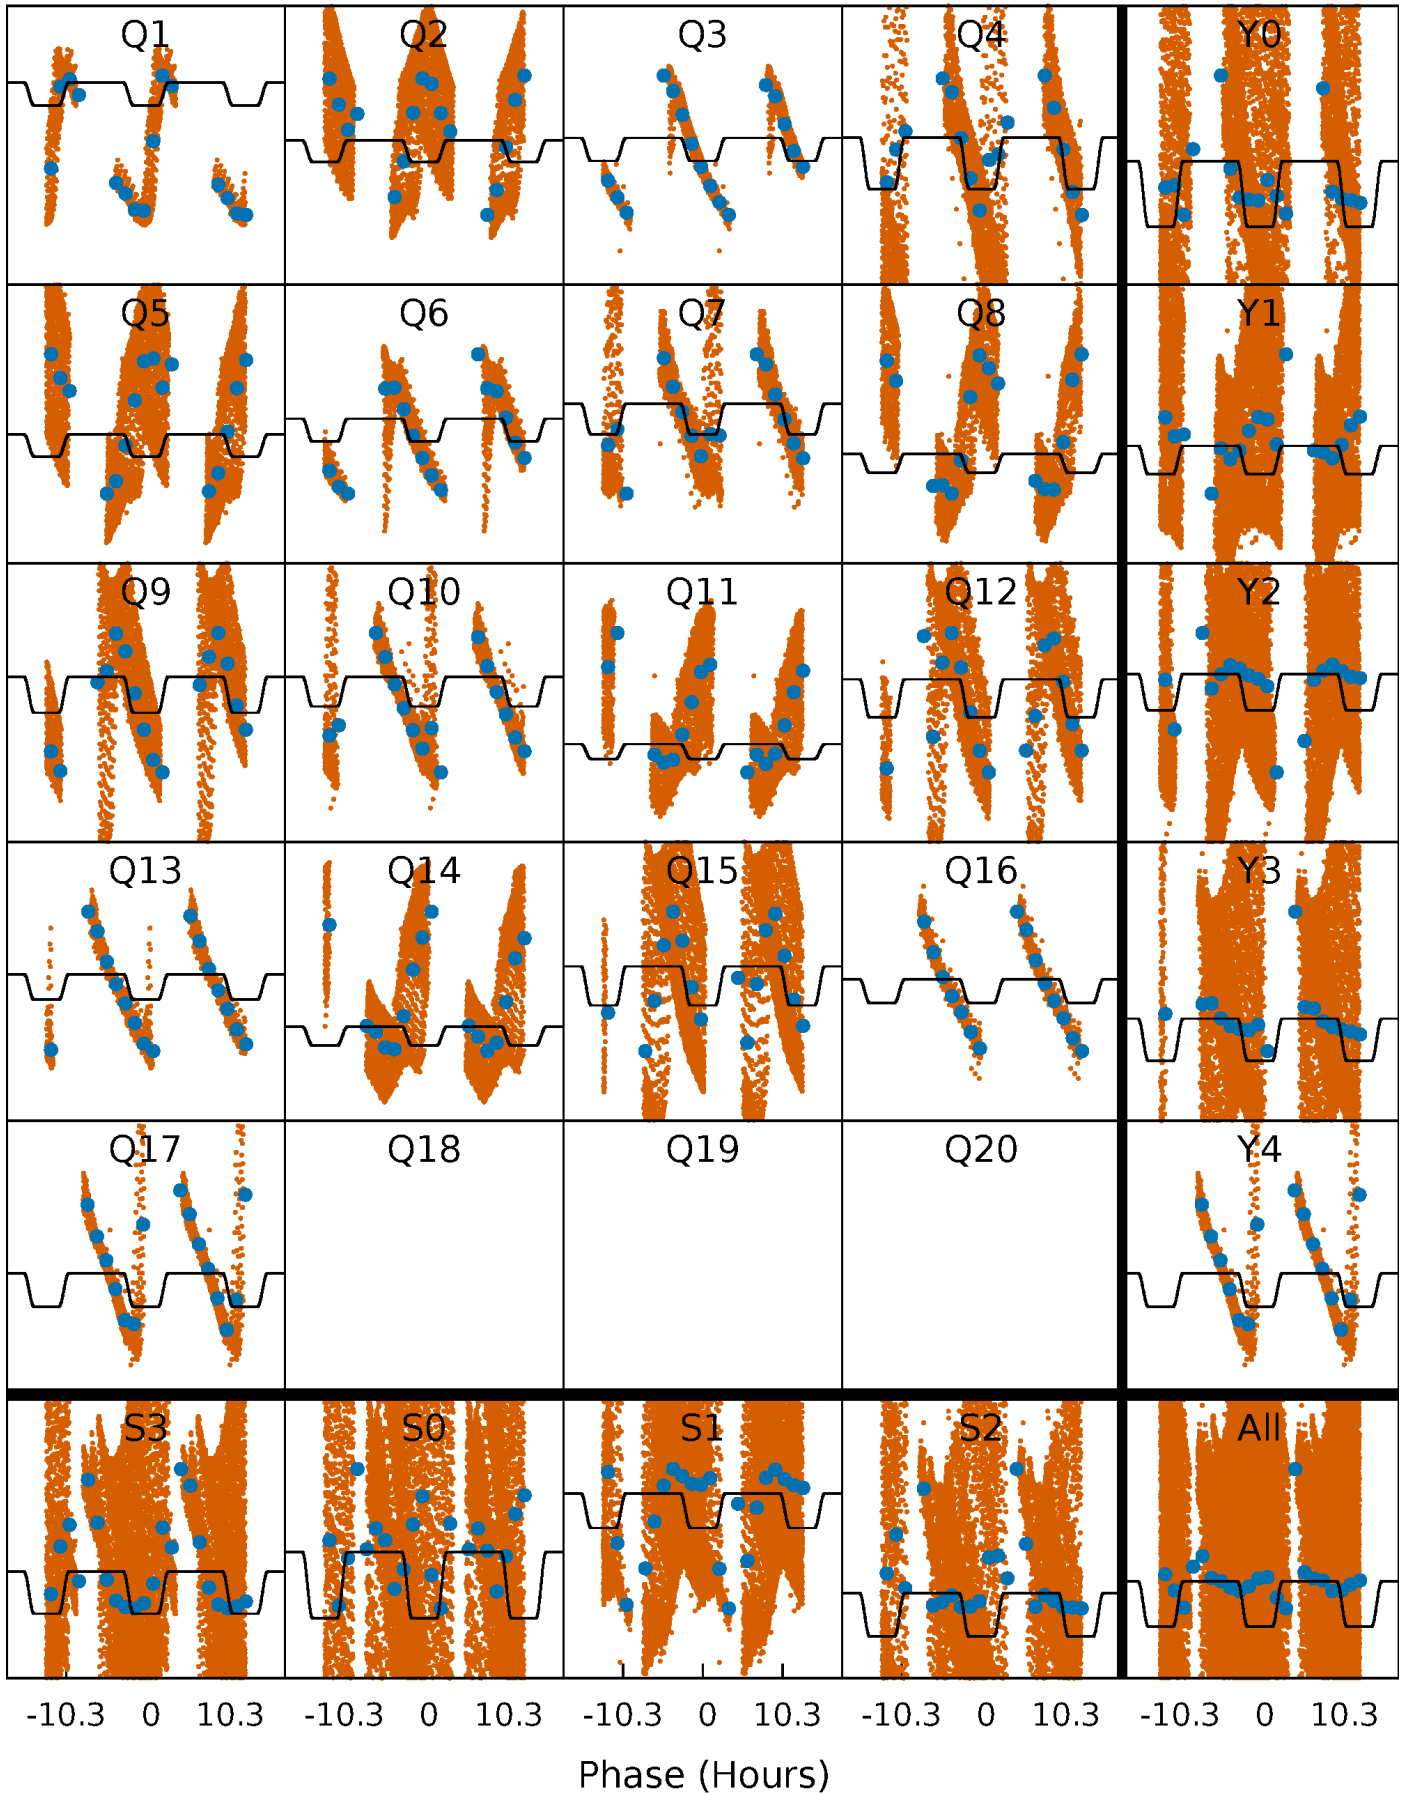 Q1 Q2 Q3 Q4 Y0
Q5 Q6 Q7 Q8 Y1
Q9 Q10 Q11 Q12 Y2
Q13 Q14 Q15 Q16 Y3
Q17 Q18 Q19 Q20 Y4
S3 S0 S1 S2 All
-10.3 0 10.3 -10.3 0 10.3 -10.3 0 10.3 -10.3 0 10.3 -10.3 0 10.3
Phase (Hours)